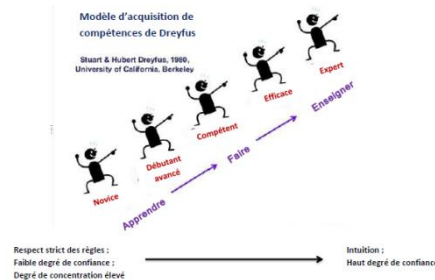 Modèle d'acquisition de
compétences de Dreyfus
Stuart & Hubert Dreyfus, 1980,
University of California, Berkeley
Expert
Efficace
Compétent
Débutant
avancé
Novice
Enseigner
Faire
Apprendre
Respect strict des règles ;
Faible degré de confiance ;
Degré de concentration élevé
Intuition ;
Haut degré de confiance